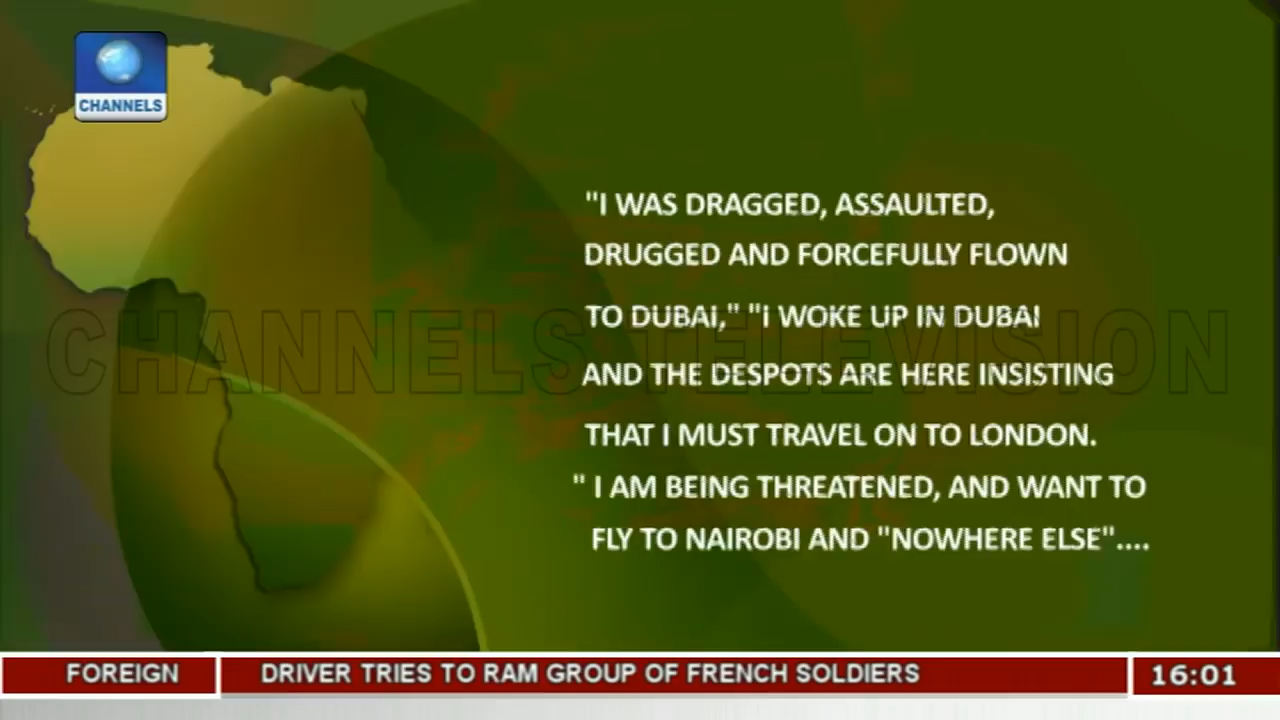 CHANNELS
"I WAS DRAGGED, ASSAULTED,
DRUGGED AND FORCEFULLY FLOWN
TO DUBAI," "I WOKE UP IN DUBAI
CHANNELS TELEVISION
AND THE DESPOTS ARE HERE INSISTING
THAT I MUST TRAVEL ON TO LONDON.
" I AM BEING THREATENED, AND WANT TO
FLY TO NAIROBI AND "NOWHERE ELSE"....
FOREIGN
DRIVER TRIES TO RAM GROUP OF FRENCH SOLDIERS
16:01